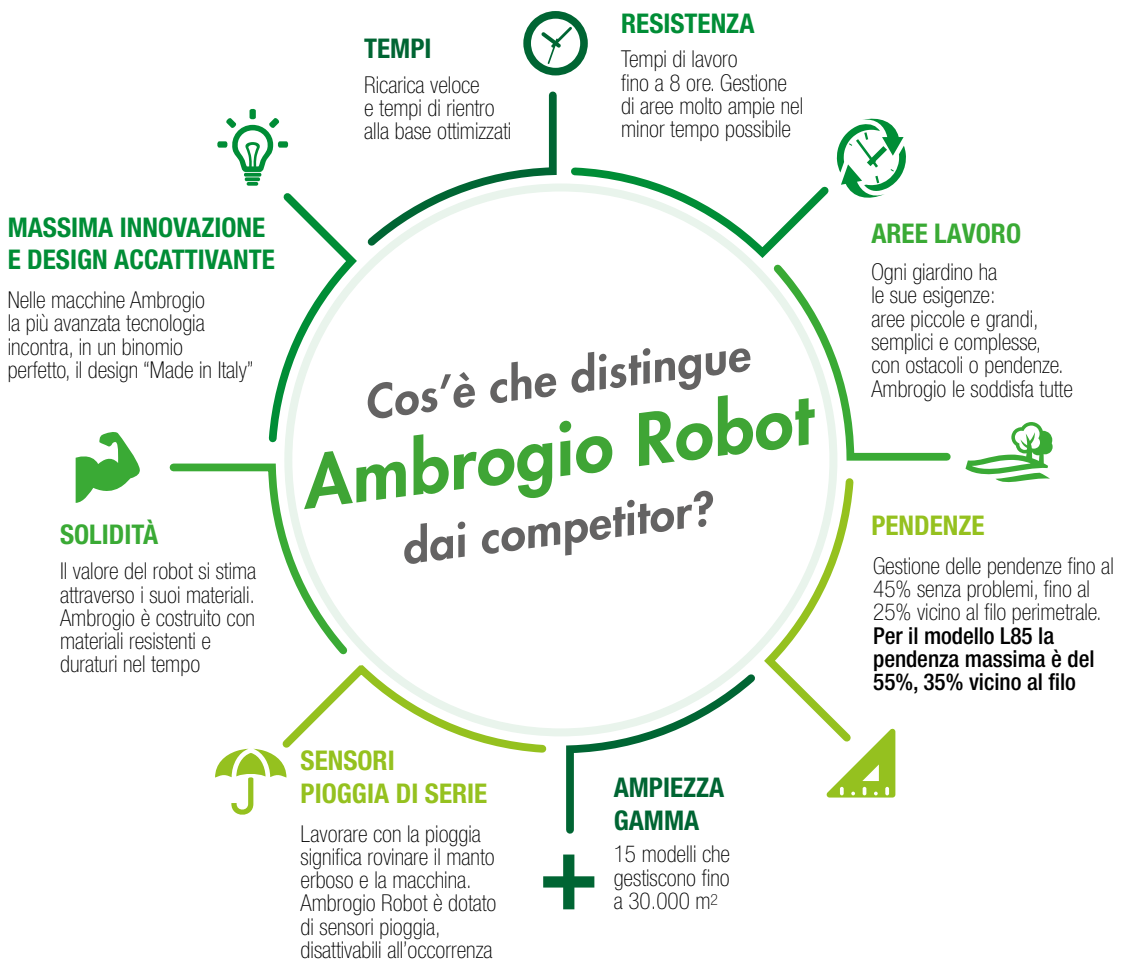 Cos'è che distingue
Ambrogio Robot
dai competitor?
TEMPI
Ricarica veloce
e tempi di rientro
alla base ottimizzati
RESISTENZA
Tempi di lavoro
fino a 8 ore. Gestione
di aree molto ampie nel
minor tempo possibile
AREE LAVORO
Ogni giardino ha
le sue esigenze:
aree piccole e grandi,
semplici e complesse,
con ostacoli o pendenze.
Ambrogio le soddisfa tutte
PENDENZE
Gestione delle pendenze fino al
45% senza problemi, fino al
25% vicino al filo perimetrale.
Per il modello L85 la
pendenza massima è del
55%, 35% vicino al filo
AMPIEZZA
GAMMA
15 modelli che
gestiscono fino
a 30.000 m²
SENSORI
PIOGGIA DI SERIE
Lavorare con la pioggia
significa rovinare il manto
erboso e la macchina.
Ambrogio Robot è dotato
di sensori pioggia,
disattivabili all'occorrenza
SOLIDITÀ
Il valore del robot si stima
attraverso i suoi materiali.
Ambrogio è costruito con
materiali resistenti e
duraturi nel tempo
MASSIMA INNOVAZIONE
E DESIGN ACCATTIVANTE
Nelle macchine Ambrogio
la più avanzata tecnologia
incontra, in un binomio
perfetto, il design “Made in Italy”